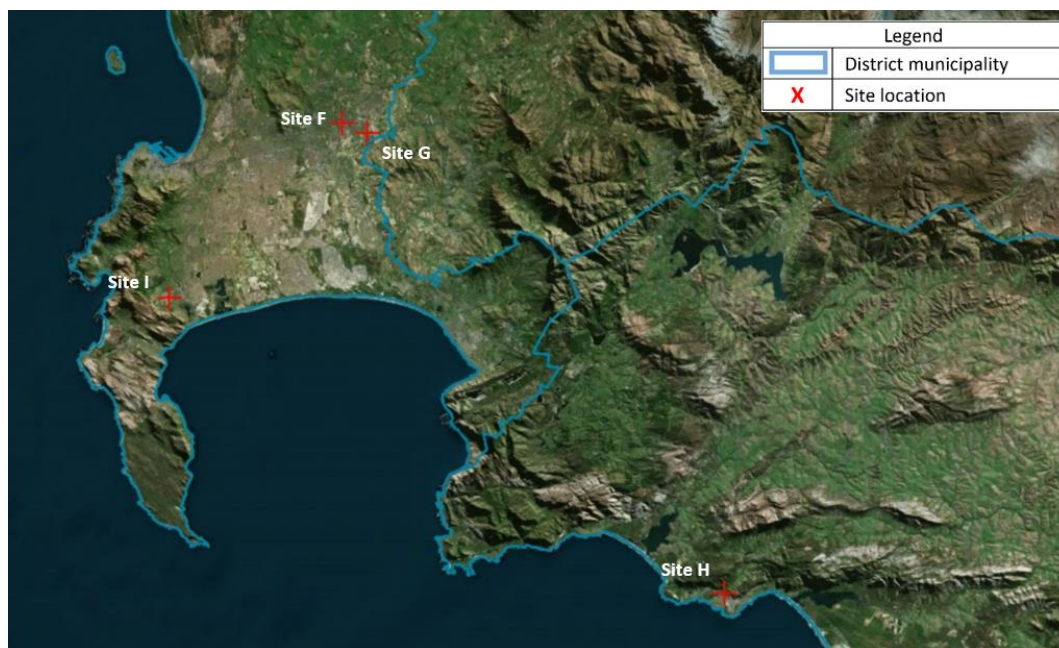 Legend
District municipality
X Site location
Site F
Site G
Site I
Site H